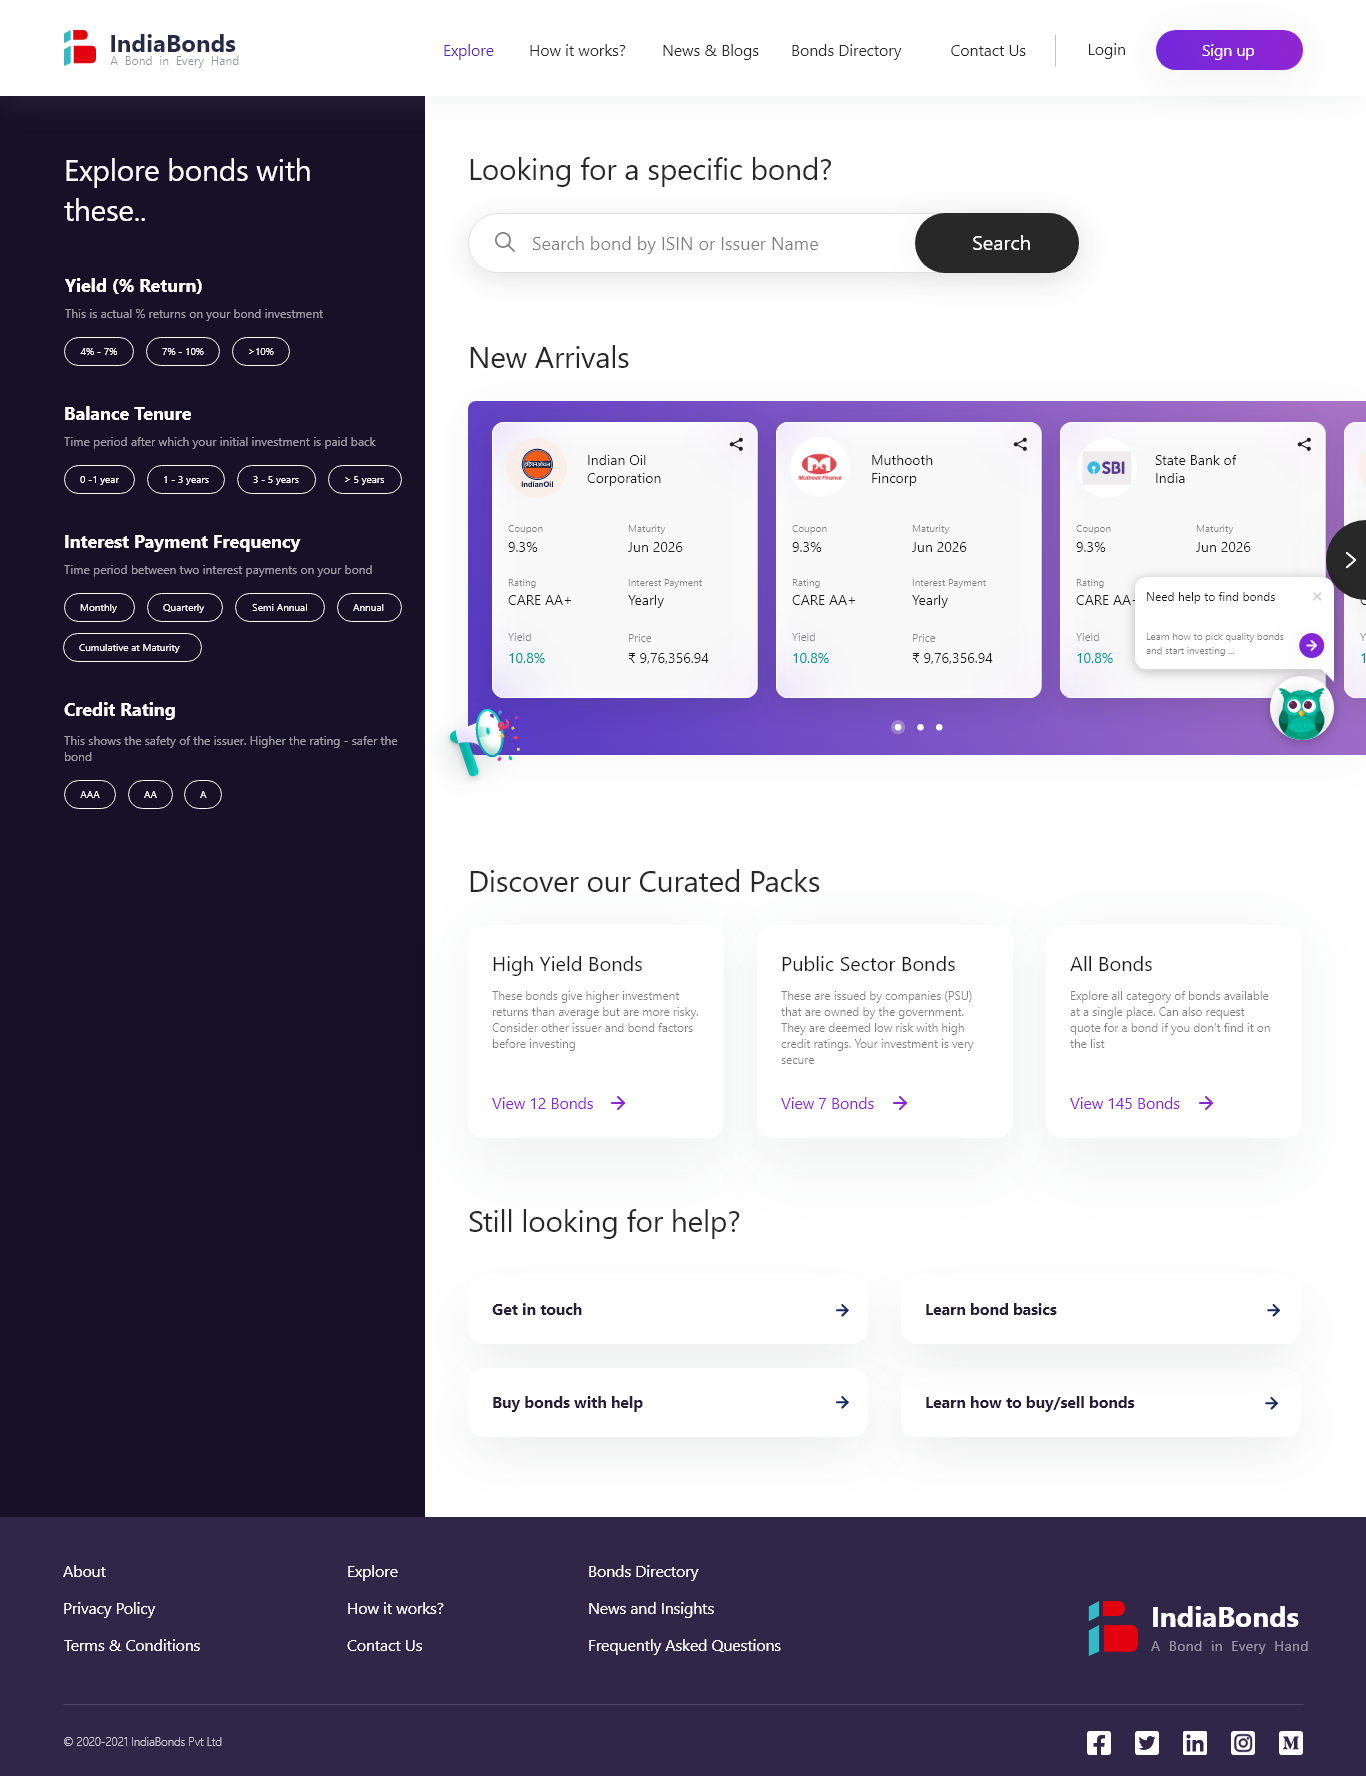 IndiaBonds
A Bond in Every Hand
Explore
How it works?
News & Blogs
Bonds Directory
Contact Us
Login
Sign up
Explore bonds with
these..
Yield (% Return)
This is actual % returns on your bond investment
4% - 7%
7% - 10%
>10%
Balance Tenure
Time period after which your initial investment is paid back
0 -1 year
1 - 3 years
3 - 5 years
> 5 years
Interest Payment Frequency
Time period between two interest payments on your bond
Monthly
Quarterly
Semi Annual
Annual
Cumulative at Maturity
Credit Rating
This shows the safety of the issuer. Higher the rating - safer the
bond
AAA
AA
A
Looking for a specific bond?
Search bond by ISIN or Issuer Name
Search
New Arrivals
इंडियनऑयल
IndianOil
Indian Oil
Corporation
Coupon
Maturity
9.3%
Jun 2026
Rating
Interest Payment
CARE AA+
Yearly
Yield
Price
10.8%
₹ 9,76,356.94
Muthoot Finance
Muthooth
Fincorp
Coupon
Maturity
9.3%
Jun 2026
Rating
Interest Payment
CARE AA+
Yearly
Yield
Price
10.8%
₹ 9,76,356.94
SBI
State Bank of
India
Coupon
Maturity
9.3%
Jun 2026
Rating
CARE AA+
Yield
10.8%
Need help to find bonds
Learn how to pick quality bonds
and start investing ...
Discover our Curated Packs
High Yield Bonds
These bonds give higher investment
returns than average but are more risky.
Consider other issuer and bond factors
before investing
View 12 Bonds
Public Sector Bonds
These are issued by companies (PSU)
that are owned by the government.
They are deemed low risk with high
credit ratings. Your investment is very
secure
View 7 Bonds
All Bonds
Explore all category of bonds available
at a single place. Can also request
quote for a bond if you don't find it on
the list
View 145 Bonds
Still looking for help?
Get in touch
Learn bond basics
Buy bonds with help
Learn how to buy/sell bonds
About
Privacy Policy
Terms & Conditions
Explore
How it works?
Contact Us
Bonds Directory
News and Insights
Frequently Asked Questions
IndiaBonds
A Bond in Every Hand
© 2020-2021 IndiaBonds Pvt Ltd